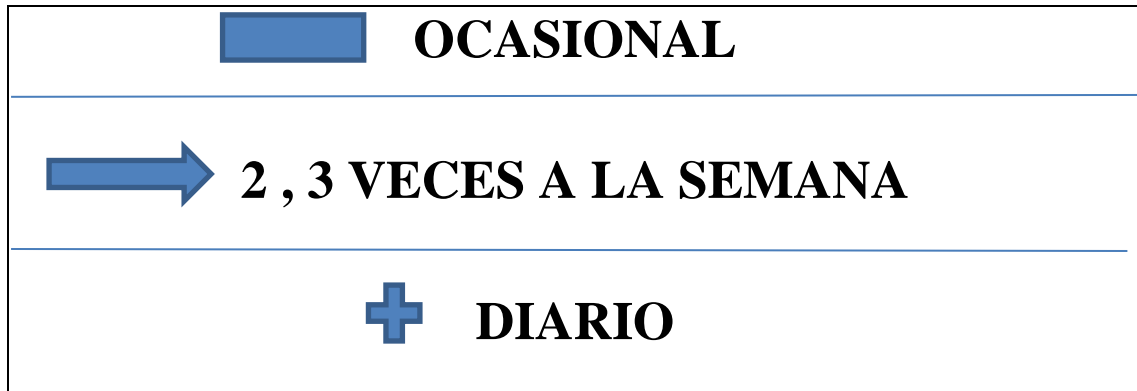 OCASIONAL
2 , 3 VECES A LA SEMANA
DIARIO